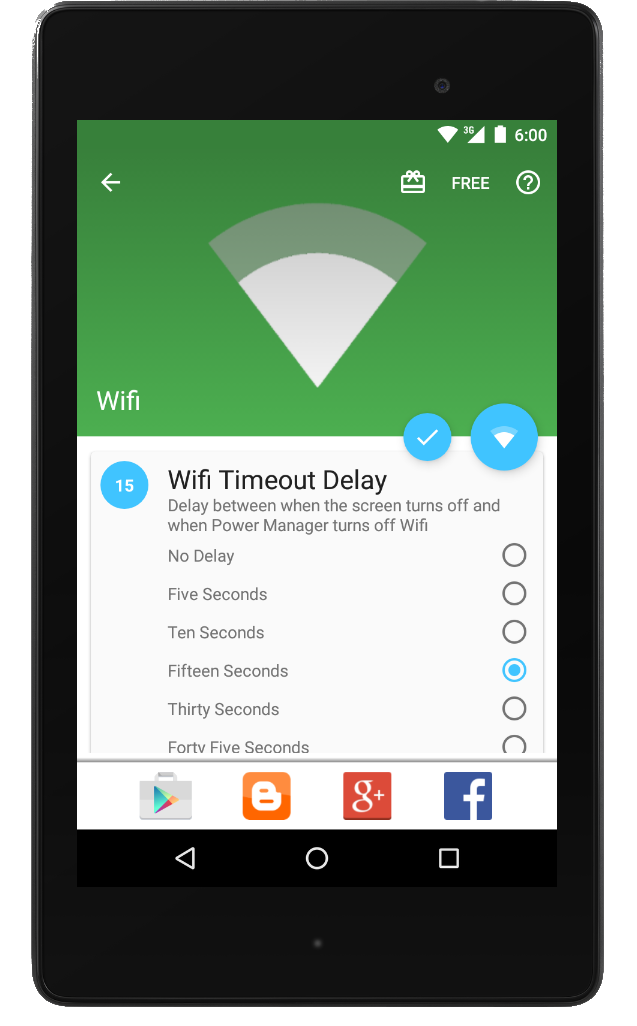 3G 6:00
FREE
Wifi
15
Wifi Timeout Delay
Delay between when the screen turns off and
when Power Manager turns off Wifi
No Delay
Five Seconds
Ten Seconds
Fifteen Seconds
Thirty Seconds
Forty Five Seconds
g+
f